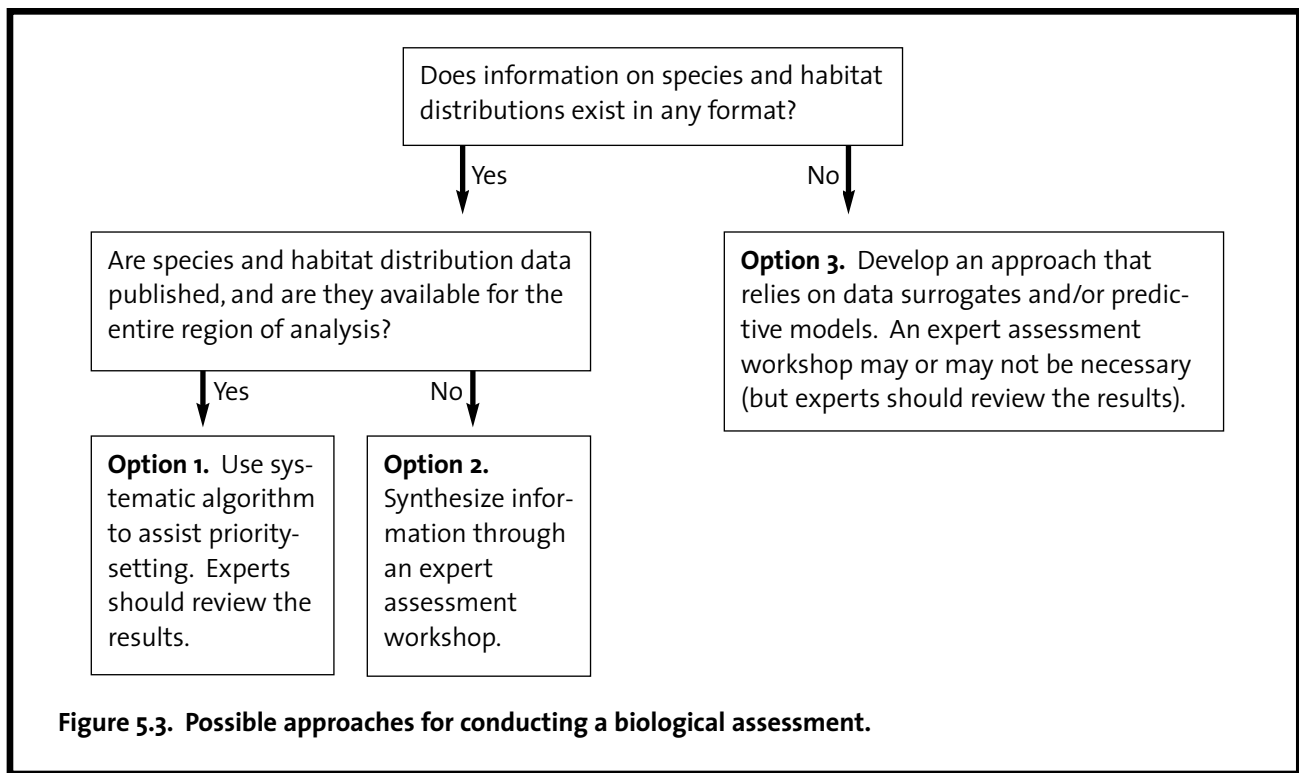 Does information on species and habitat
distributions exist in any format?
Yes
No
Are species and habitat distribution data
published, and are they available for the
entire region of analysis?
Option 3. Develop an approach that
relies on data surrogates and/or predic-
tive models. An expert assessment
workshop may or may not be necessary
(but experts should review the results).
Yes
No
Option 1. Use sys-
tematic algorithm
to assist priority-
setting. Experts
should review the
results.
Option 2.
Synthesize infor-
mation through
an expert
assessment
workshop.
Figure 5.3. Possible approaches for conducting a biological assessment.